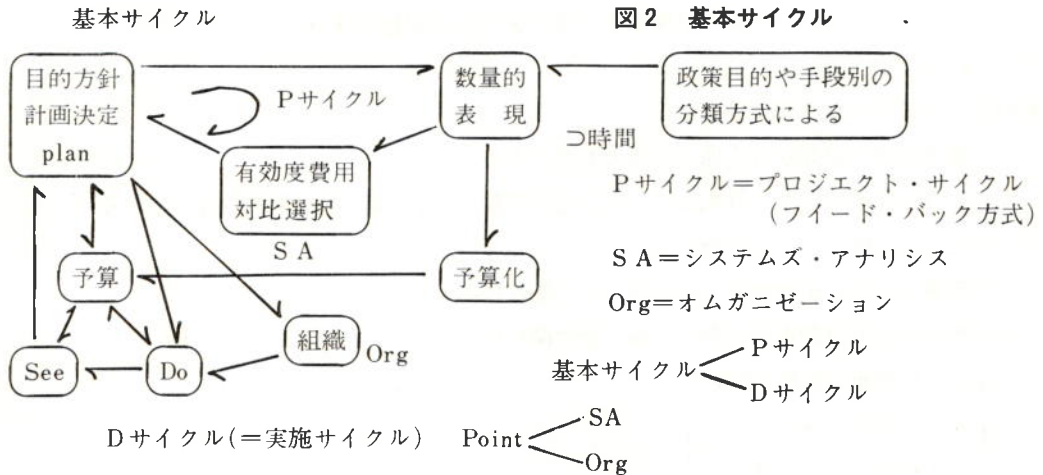 基本サイクル
図2 基本サイクル
目的方針
計画決定
plan
Pサイクル
数量的
表 現
政策目的や手段別の
分類方式による
⊃時間
有効度費用
対比選択
SA
Pサイクル=プロジエクト・サイクル
(フイード・バック方式)
SA=システムズ・アナリシス
Org=オムガニゼーション
予算
予算化
組織
Org
See
Do
基本サイクル
Pサイクル
Dサイクル
Dサイクル(=実施サイクル)
Point
SA
Org